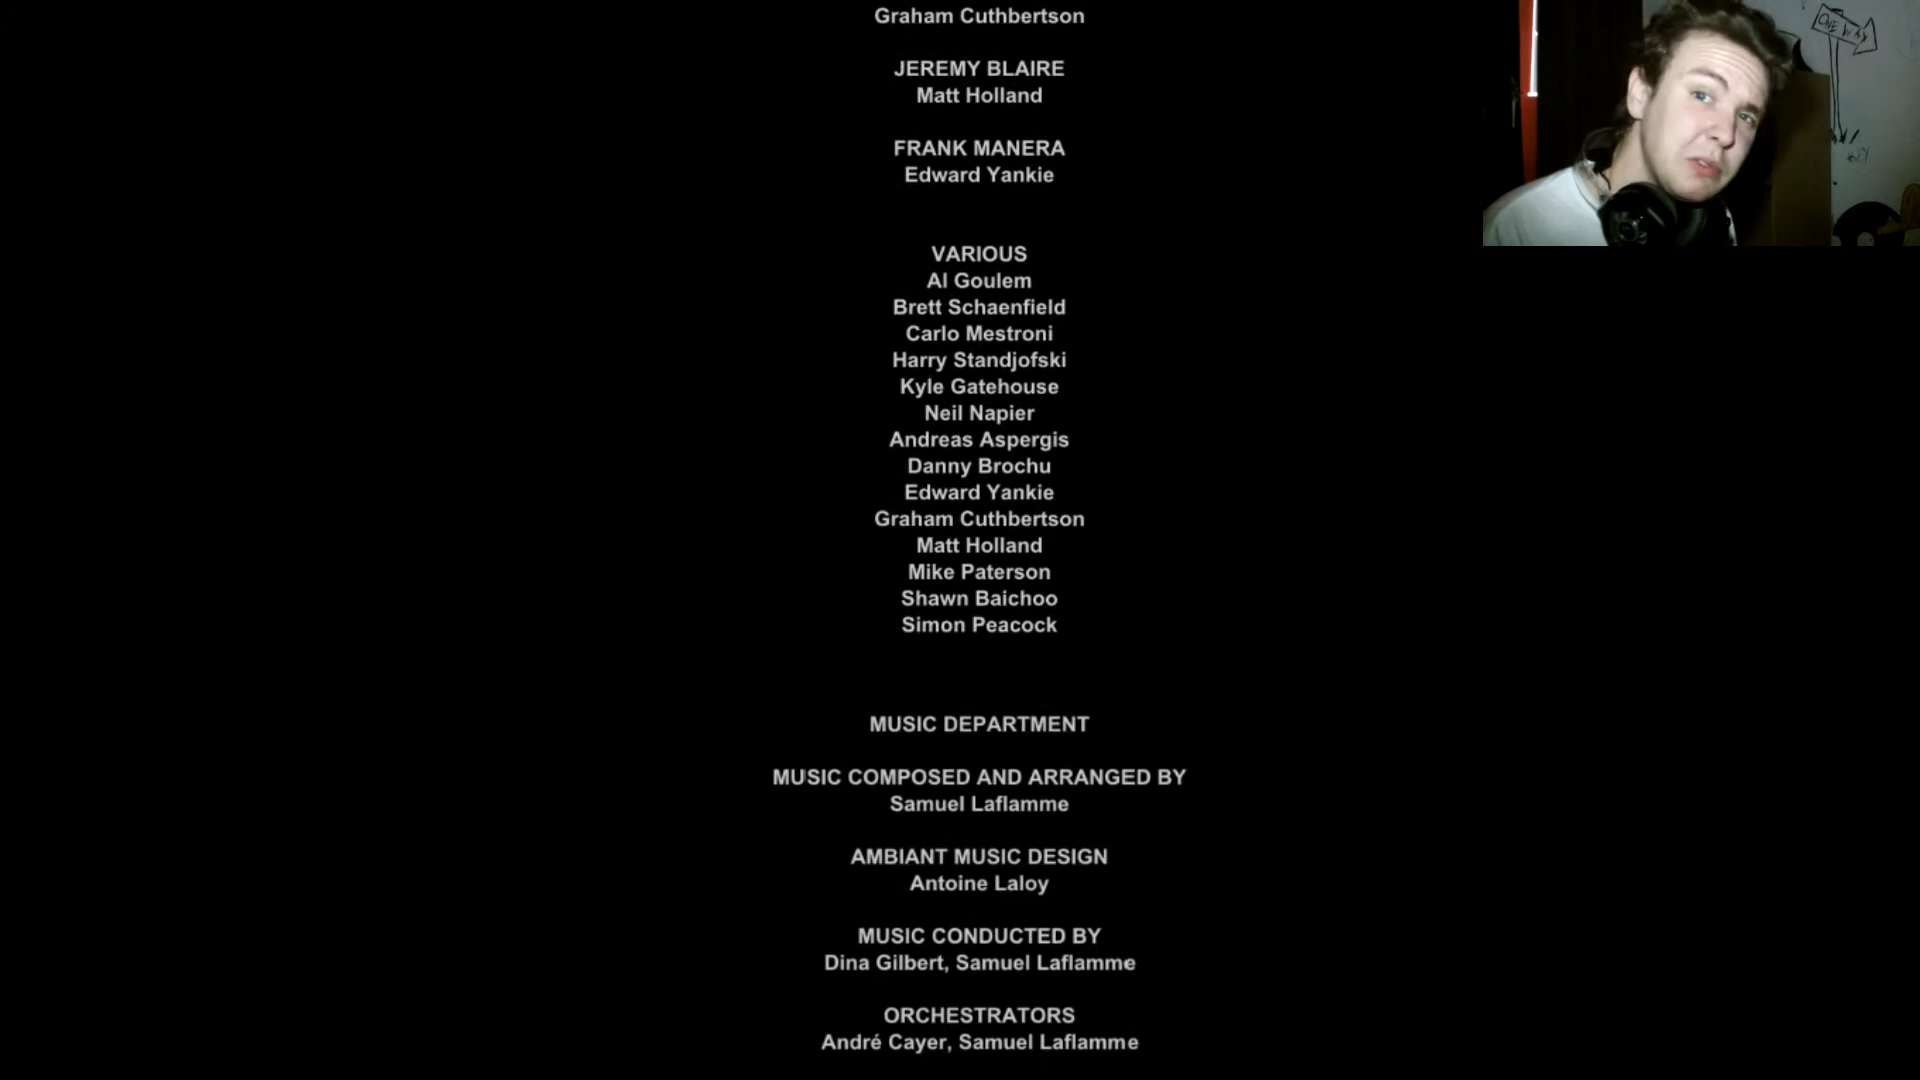 Graham Cuthbertson
JEREMY BLAIRE
Matt Holland
FRANK MANERA
Edward Yankie
VARIOUS
Al Goulem
Brett Schaenfield
Carlo Mestroni
Harry Standjofski
Kyle Gatehouse
Neil Napier
Andreas Aspergis
Danny Brochu
Edward Yankie
Graham Cuthbertson
Matt Holland
Mike Paterson
Shawn Baichoo
Simon Peacock
MUSIC DEPARTMENT
MUSIC COMPOSED AND ARRANGED BY
Samuel Laflamme
AMBIANT MUSIC DESIGN
Antoine Laloy
MUSIC CONDUCTED BY
Dina Gilbert, Samuel Laflamme
ORCHESTRATORS
André Cayer, Samuel Laflamme
ONE WAY